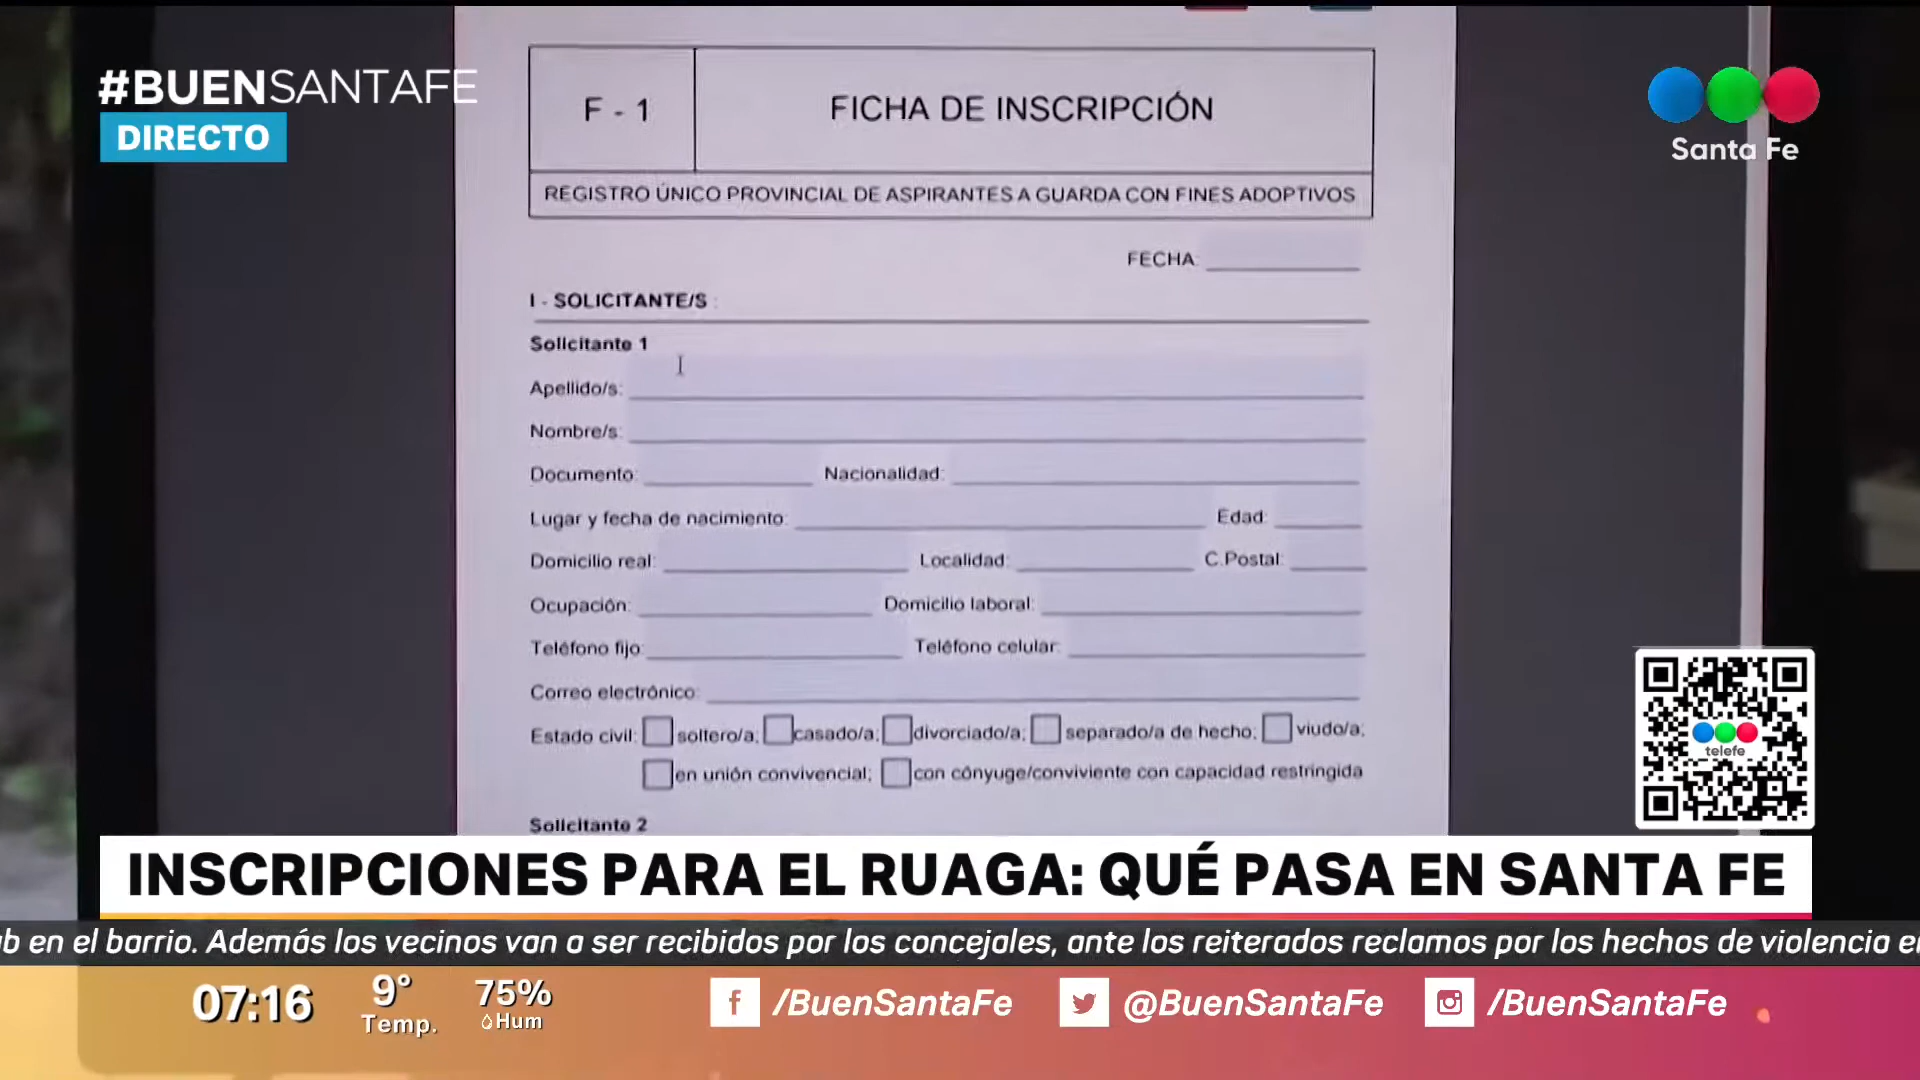 #BUENSANTAFE
DIRECTO
Santa Fe
F - 1
FICHA DE INSCRIPCIÓN
REGISTRO ÚNICO PROVINCIAL DE ASPIRANTES A GUARDA CON FINES ADOPTIVOS
FECHA:
I - SOLICITANTE/S :
Solicitante 1
Apellido/s:
Nombre/s:
Documento: Nacionalidad:
Lugar y fecha de nacimiento: Edad:
Domicilio real: Localidad: C.Postal:
Ocupación: Domicilio laboral:
Teléfono fijo: Teléfono celular:
Correo electrónico:
Estado civil: soltero/a; casado/a; divorciado/a; separado/a de hecho; viudo/a;
en unión convivencial; con cónyuge/conviviente con capacidad restringida
Solicitante 2
telefe
INSCRIPCIONES PARA EL RUAGA: QUÉ PASA EN SANTA FE
en el barrio. Además los vecinos van a ser recibidos por los concejales, ante los reiterados reclamos por los hechos de violencia
07:16 9° Temp. 75% Hum /BuenSantaFe @BuenSantaFe /BuenSantaFe